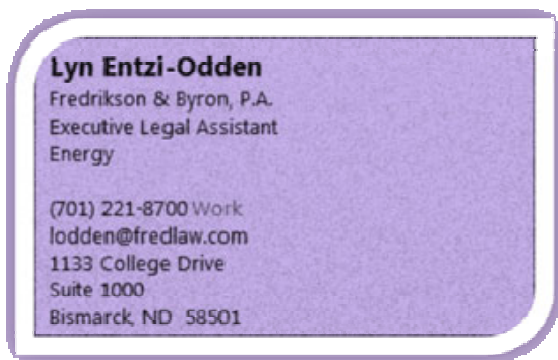 Lyn Entzi-Odden
Fredrikson & Byron, P.A.
Executive Legal Assistant
Energy
(701) 221-8700 Work
lodden@fredlaw.com
1133 College Drive
Suite 1000
Bismarck, ND  58501